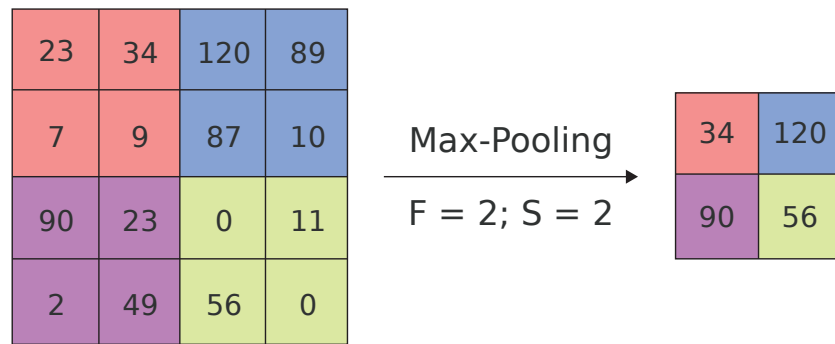 23 34 120 89
7 9 87 10
90 23 0 11
2 49 56 0
Max-Pooling
F = 2; S = 2
34 120
90 56